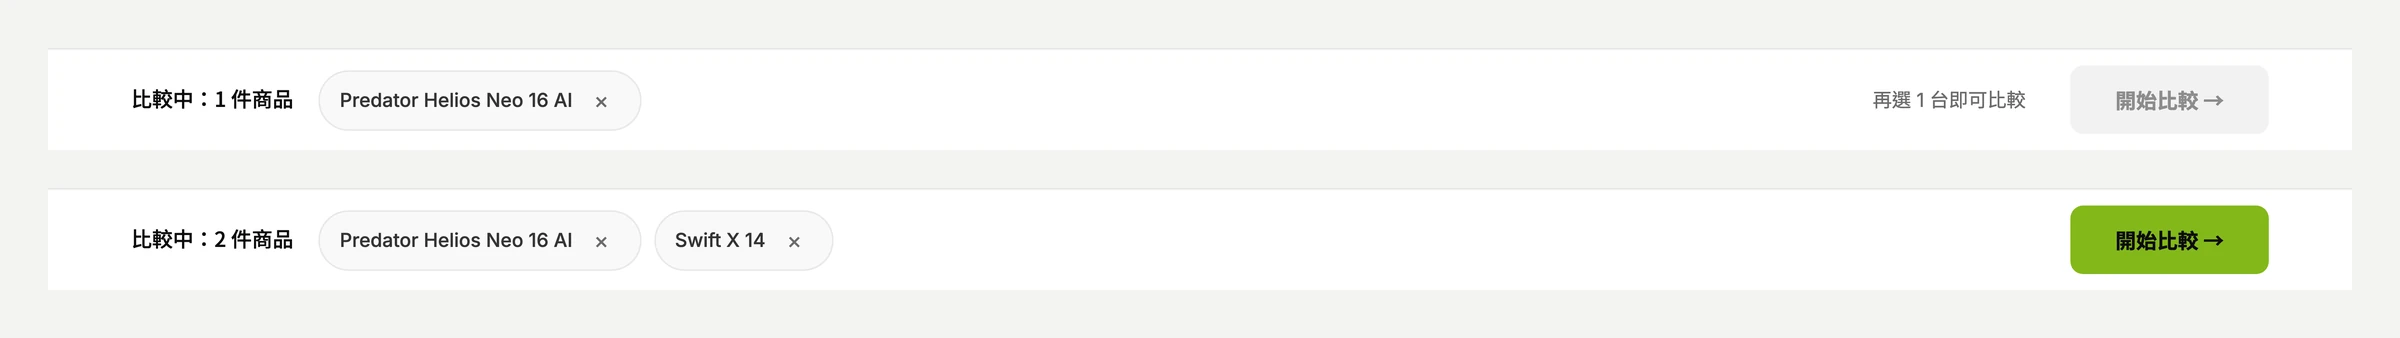 比較中：1 件商品 Predator Helios Neo 16 AI × 再選 1 台即可比較 開始比較 →
比較中：2 件商品 Predator Helios Neo 16 AI × Swift X 14 × 開始比較 →